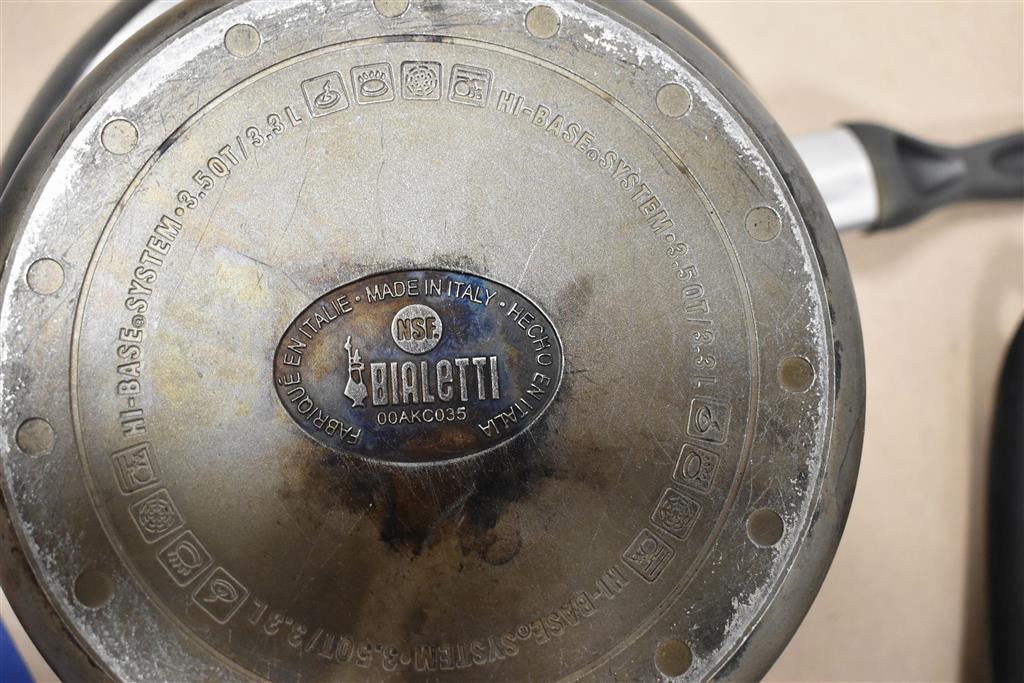 HI-BASE®SYSTEM•3.5QT/3.3L
HI-BASE®SYSTEM•3.5QT/3.3L
HI-BASE®SYSTEM•3.5QT/3.3L
FABRIQUÉ EN ITALIE • MADE IN ITALY • HECHO EN ITALIA
NSF.
BIALETTI
00AKC035